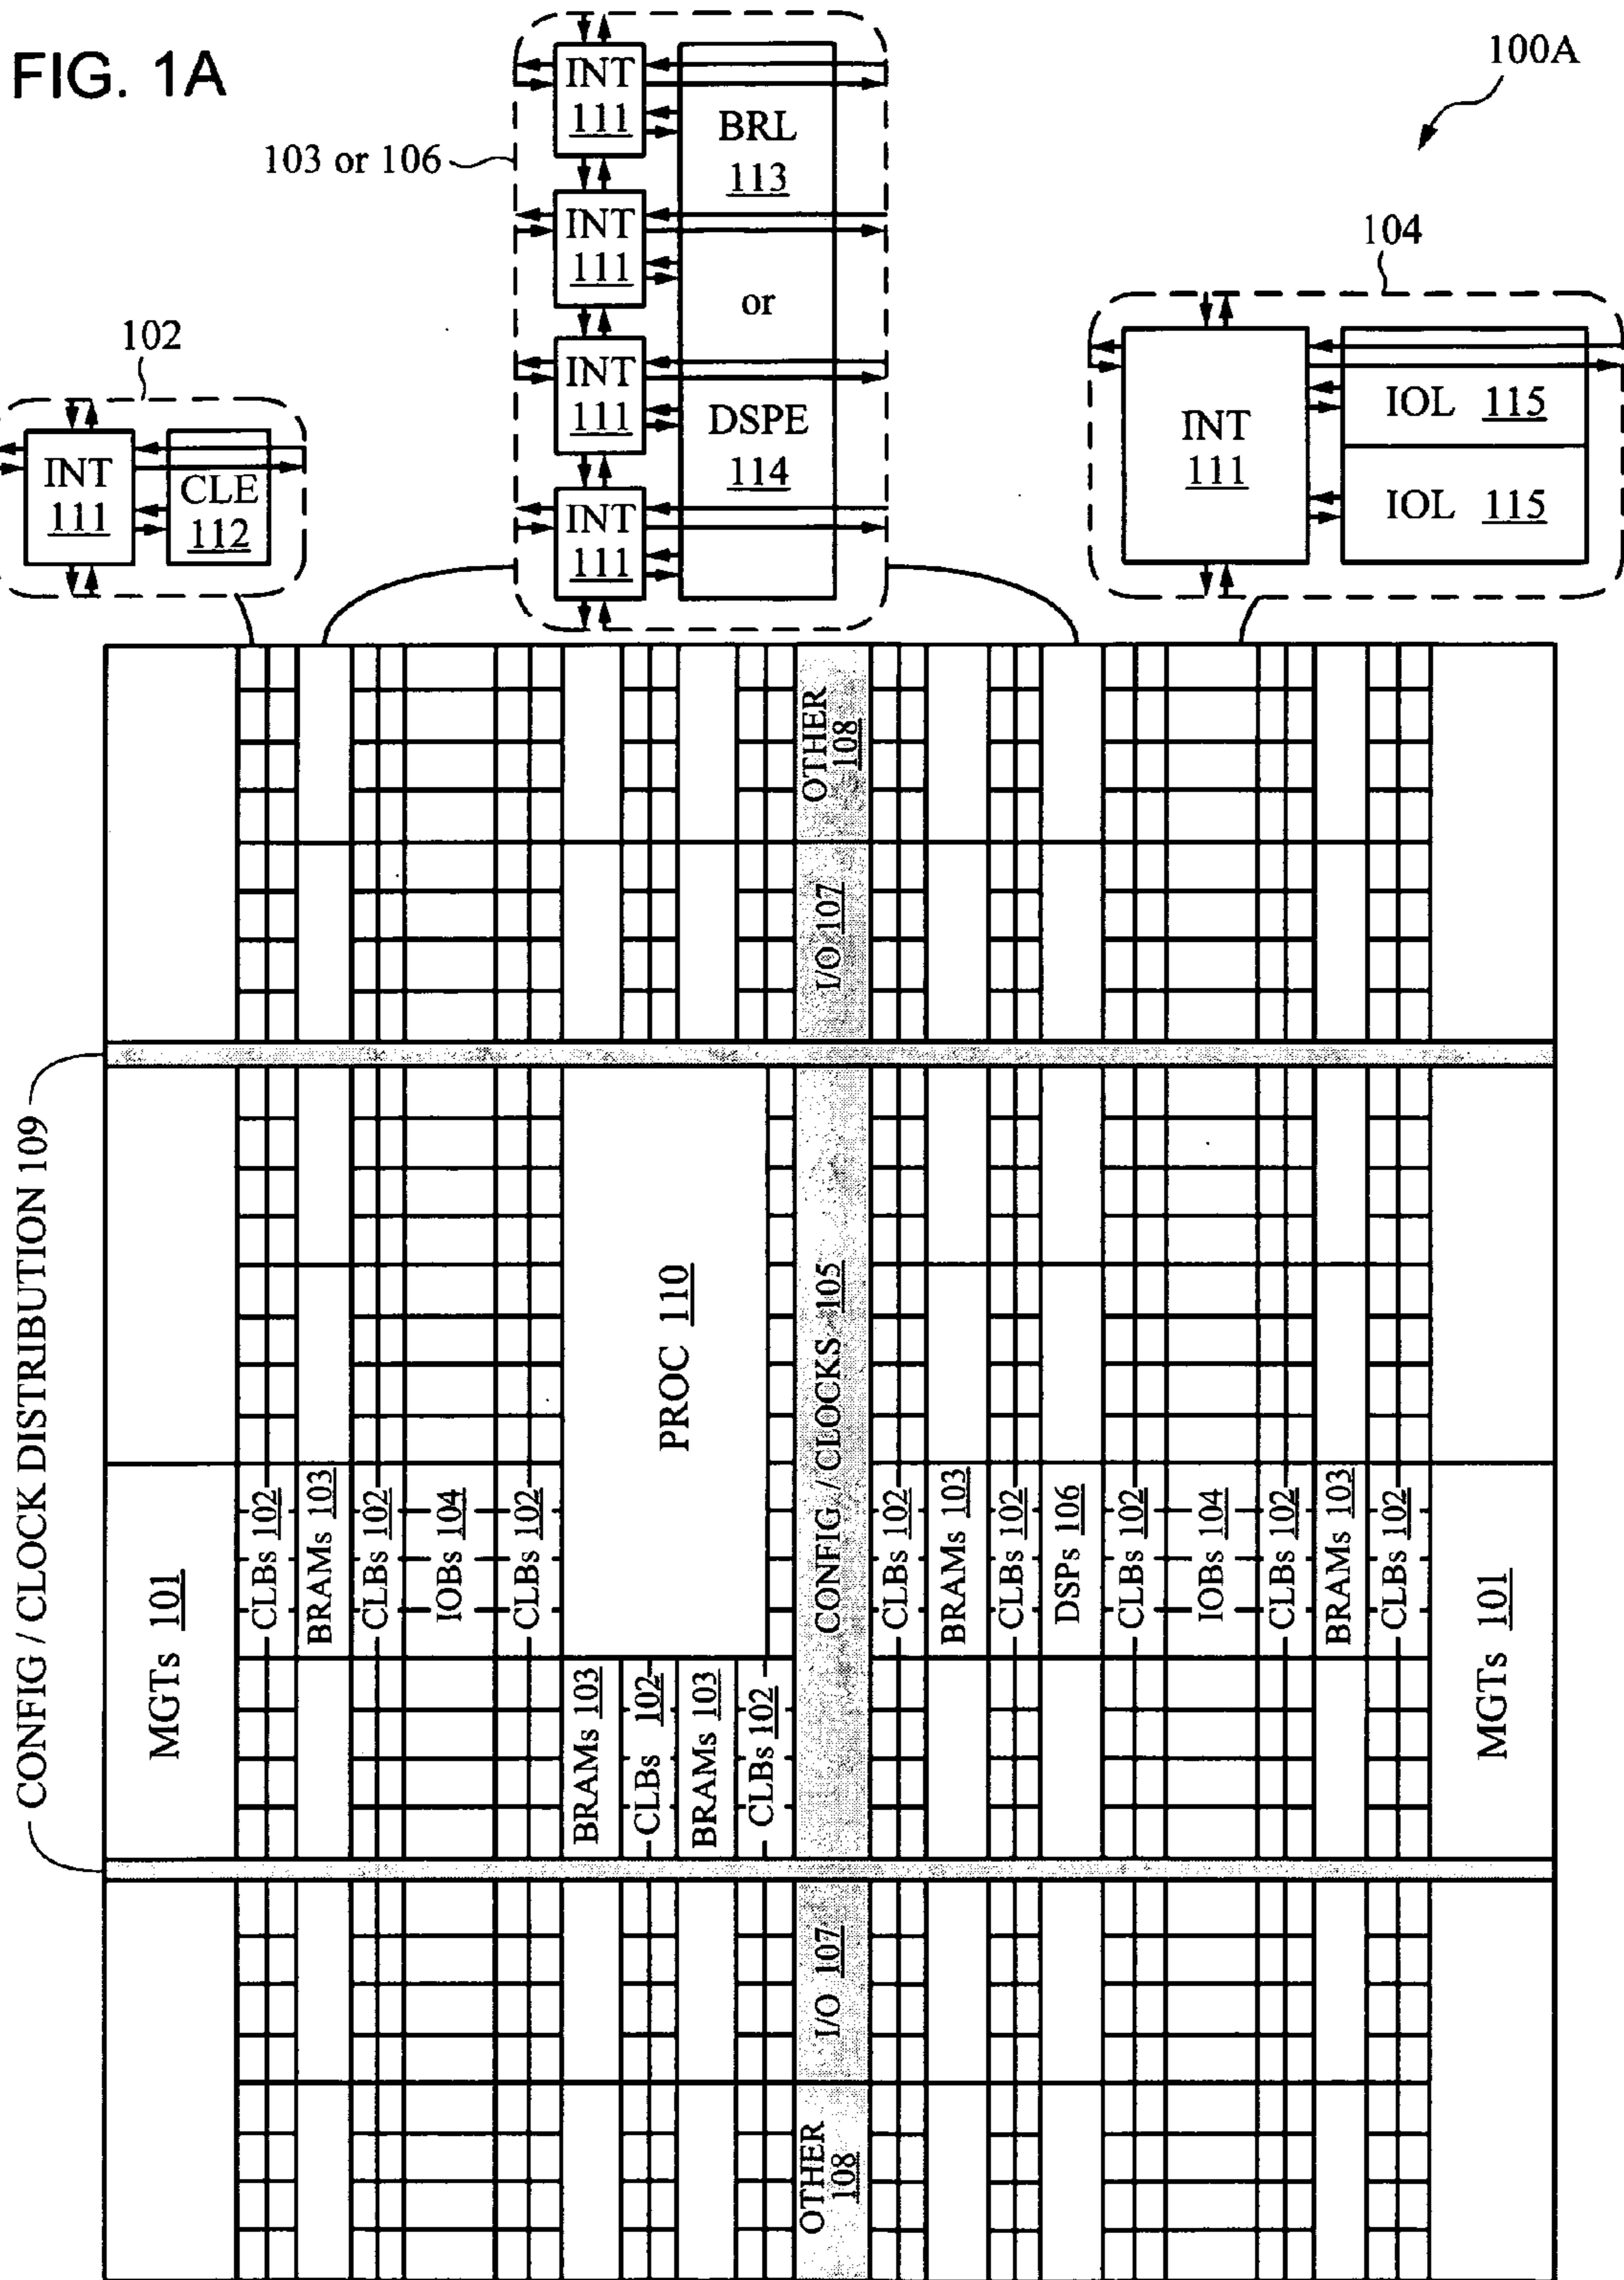 FIG. 1A
100A
103 or 106
INT
111
INT
111
INT
111
INT
111
BRL
113
or
DSPE
114
104
INT
111
IOL 115
IOL 115
102
INT
111
CLE
112
OTHER
108
I/O 107
CONFIG / CLOCK DISTRIBUTION 109
PROC 110
CONFIG / CLOCKS 105
MGTs 101
CLBs 102
BRAMs 103
CLBs 102
IOBs 104
CLBs 102
BRAMs 103
CLBs 102
BRAMs 103
CLBs 102
CLBs 102
BRAMs 103
CLBs 102
DSPs 106
CLBs 102
IOBs 104
CLBs 102
BRAMs 103
CLBs 102
MGTs 101
I/O 107
OTHER
108